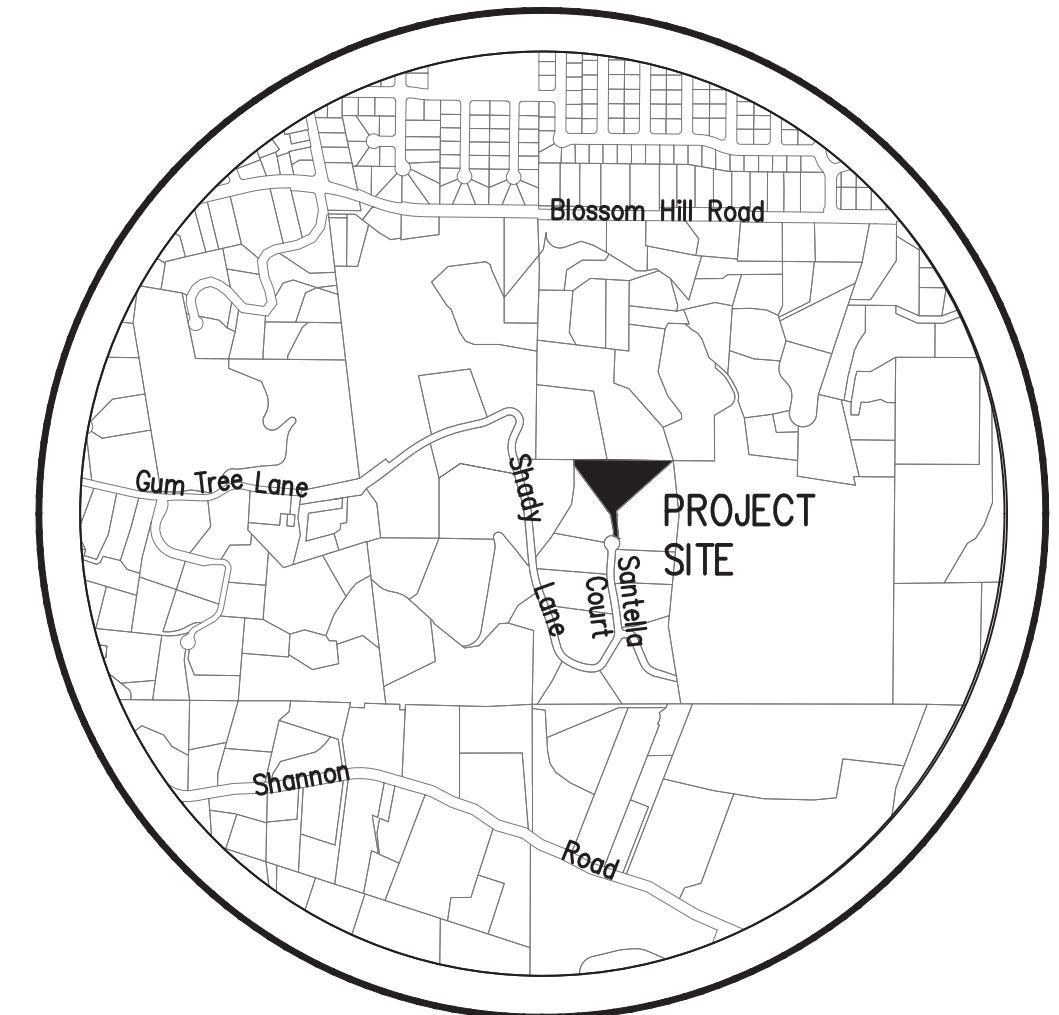 Blossom Hill Road
Gum Tree Lane
Shady
Lane
PROJECT
SITE
Santella
Court
Shannon
Road